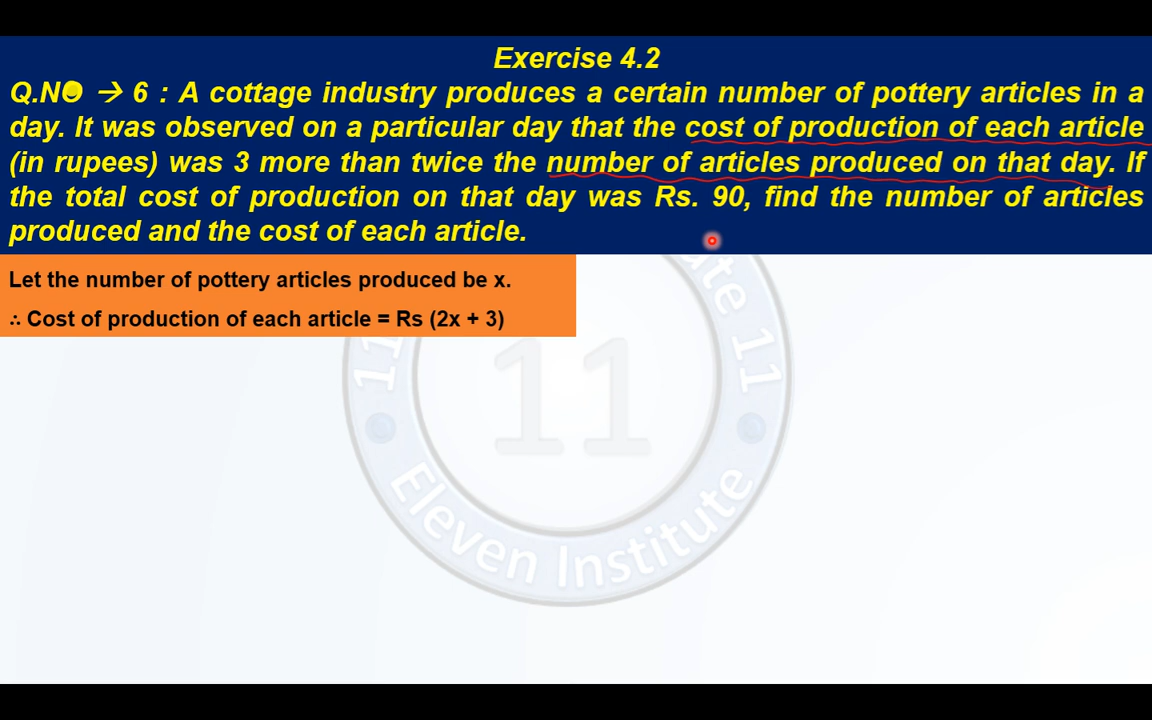 Exercise 4.2
Q.NO → 6 : A cottage industry produces a certain number of pottery articles in a
day. It was observed on a particular day that the cost of production of each article
(in rupees) was 3 more than twice the number of articles produced on that day. If
the total cost of production on that day was Rs. 90, find the number of articles
produced and the cost of each article.
Let the number of pottery articles produced be x.
∴ Cost of production of each article = Rs (2x + 3)
ute 11
11
11
Eleven Institute